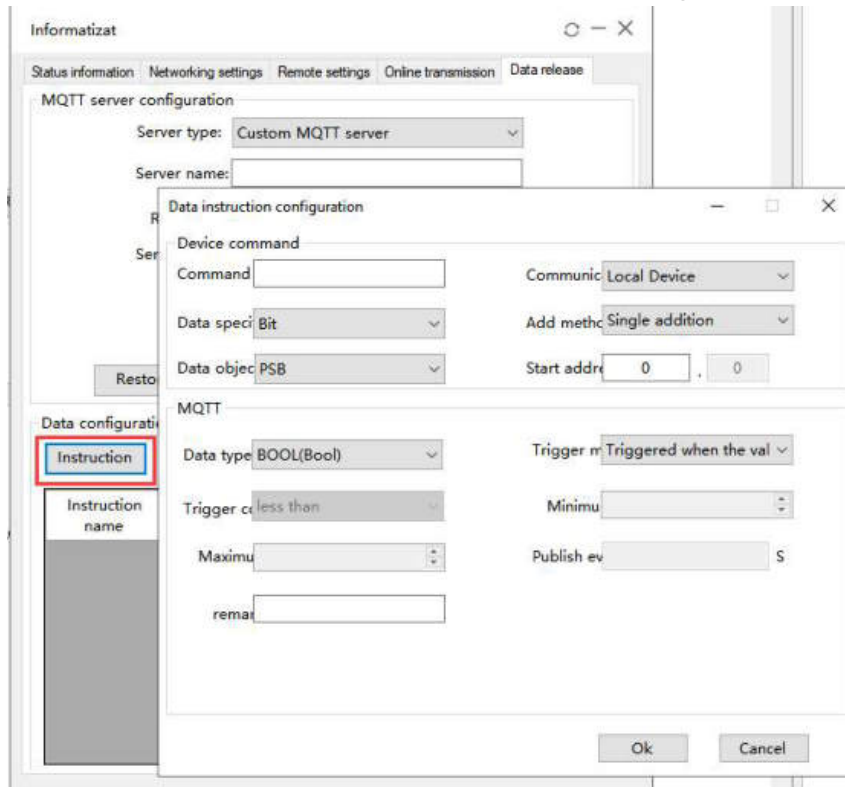 Informatizat
Status information Networking settings Remote settings Online transmission Data release
MQTT server configuration
Server type: Custom MQTT server
Server name:
R
Ser
Resto
Data configurati
Instruction
Instruction
name
Data instruction configuration
Device command
Command Communic Local Device
Data speci Bit Add metho Single addition
Data objec PSB Start addre 0 . 0
MQTT
Data type BOOL(Bool) Trigger m Triggered when the val
Trigger co less than Minimu
Maximu Publish ev S
remar
Ok Cancel